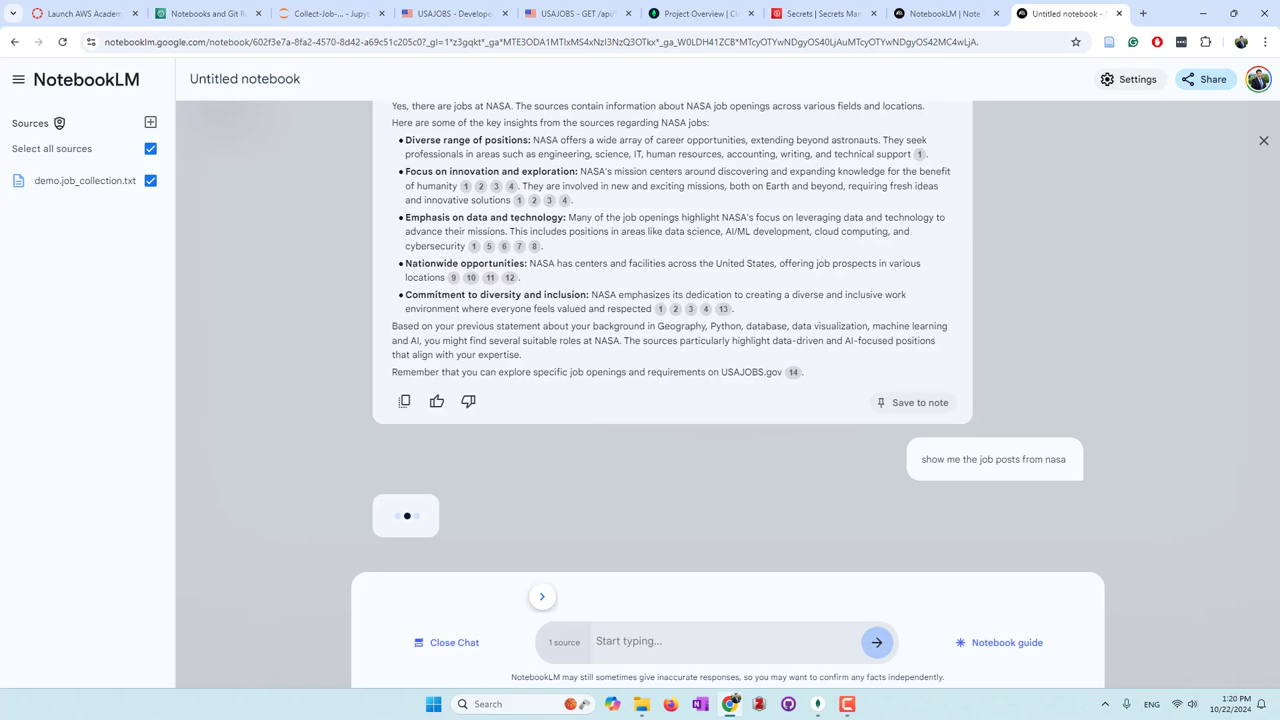 Launch AWS Academ
Notebooks and Git R
Collec
- Jupyt
USAJOBS - Develope
USAJOBS - GET /api/
Project Overview | Cl
Secrets | Secrets Man
NotebookLM | Note T
Untitled notebook -
notebooklm.google.com/notebook/602f3e7a-8fa2-4570-8d42-a69c51c205c0?
NotebookLM
Untitled notebook
Settings
Share
Sources
Select all sources
demo.job_collection.txt
Yes, there are jobs at NASA. The sources contain information about NASA job openings across various fields and locations.
Here are some of the key insights from the sources regarding NASA jobs:
• Diverse range of positions: NASA offers a wide array of career opportunities, extending beyond astronauts. They seek
professionals in areas such as engineering, science, IT, human resources, accounting, writing, and technical support 1 .
• Focus on innovation and exploration: NASA's mission centers around discovering and expanding knowledge for the benefit
of humanity 1 2 3 4 . They are involved in new and exciting missions, both on Earth and beyond, requiring fresh ideas
and innovative solutions 1 2 3 4 .
• Emphasis on data and technology: Many of the job openings highlight NASA's focus on leveraging data and technology to
advance their missions. This includes positions in areas like data science, AI/ML development, cloud computing, and
cybersecurity 1 5 6 7 8 .
• Nationwide opportunities: NASA has centers and facilities across the United States, offering job prospects in various
locations 9 10 11 12 .
• Commitment to diversity and inclusion: NASA emphasizes its dedication to creating a diverse and inclusive work
environment where everyone feels valued and respected 1 2 3 4 13 .
Based on your previous statement about your background in Geography, Python, database, data visualization, machine learning
and AI, you might find several suitable roles at NASA. The sources particularly highlight data-driven and AI-focused positions
that align with your expertise.
Remember that you can explore specific job openings and requirements on USAJOBS.gov 14 .
Save to note
show me the job posts from nasa
Close Chat
1 source
Start typing...
Notebook guide
NotebookLM may still sometimes give inaccurate responses, so you may want to confirm any facts independently.
Search
ENG
1:20 PM
10/22/2024